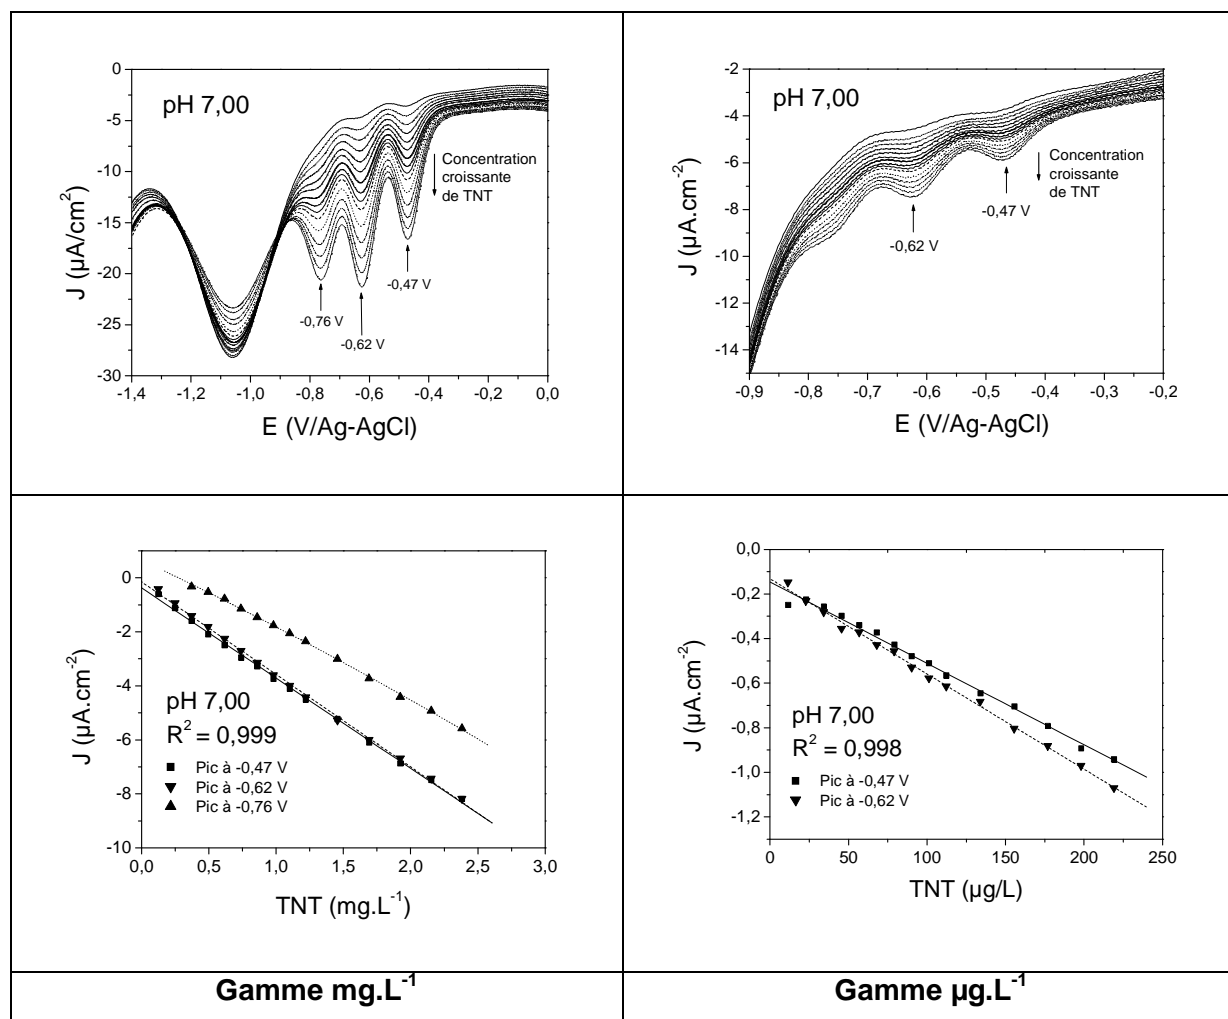 pH 7,00
Concentration
croissante
de TNT
-0,47 V
-0,76 V
-0,62 V
0
-5
-10
-15
-20
-25
-30
-1,4 -1,2 -1,0 -0,8 -0,6 -0,4 -0,2 0,0
J (µA/cm²)
E (V/Ag-AgCl)
pH 7,00
Concentration
croissante
de TNT
-0,47 V
-0,62 V
-2
-4
-6
-8
-10
-12
-14
-0,9 -0,8 -0,7 -0,6 -0,5 -0,4 -0,3 -0,2
J (µA.cm⁻²)
E (V/Ag-AgCl)
0
-2
-4
-6
-8
-10
J (µA.cm⁻²)
pH 7,00
R² = 0,999
Pic à -0,47 V
Pic à -0,62 V
Pic à -0,76 V
0,0 0,5 1,0 1,5 2,0 2,5 3,0
TNT (mg.L⁻¹)
0,0
-0,2
-0,4
-0,6
-0,8
-1,0
-1,2
J (µA.cm⁻²)
pH 7,00
R² = 0,998
Pic à -0,47 V
Pic à -0,62 V
0 50 100 150 200 250
TNT (µg/L)
Gamme mg.L⁻¹
Gamme µg.L⁻¹